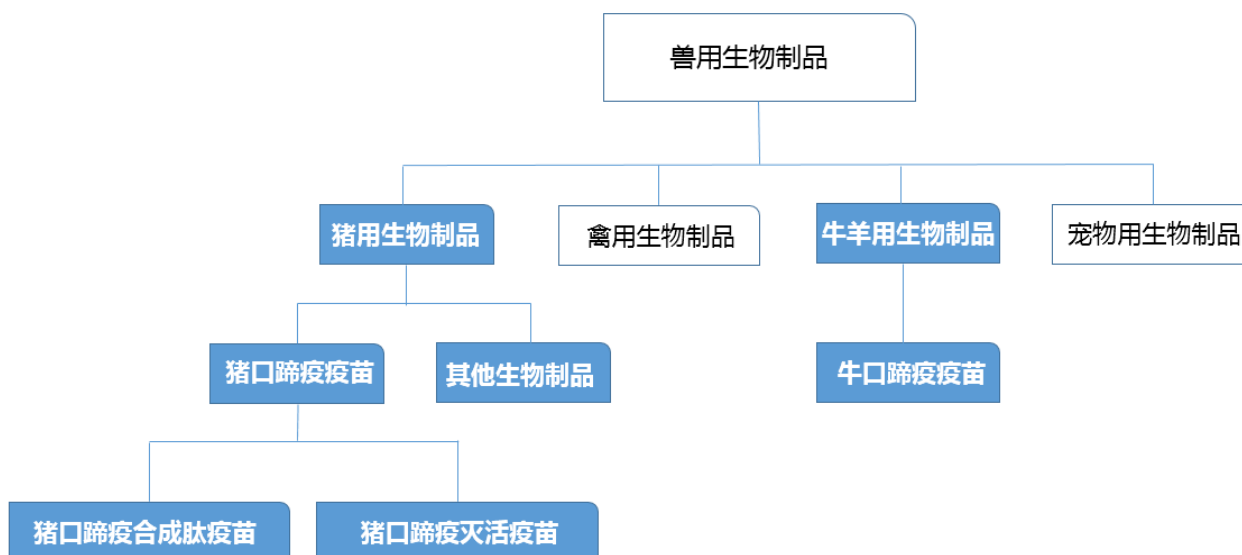 兽用生物制品
猪用生物制品
禽用生物制品
牛羊用生物制品
宠物用生物制品
猪口蹄疫疫苗
其他生物制品
牛口蹄疫疫苗
猪口蹄疫合成肽疫苗
猪口蹄疫灭活疫苗